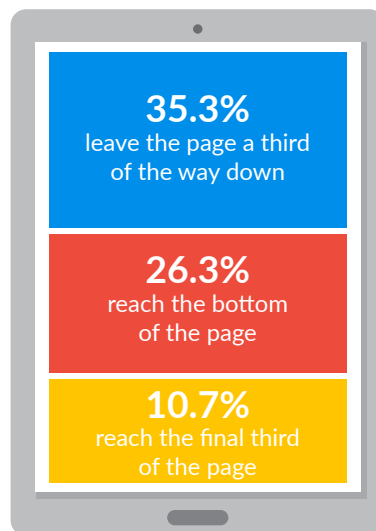 35.3%
leave the page a third
of the way down
26.3%
reach the bottom
of the page
10.7%
reach the final third
of the page